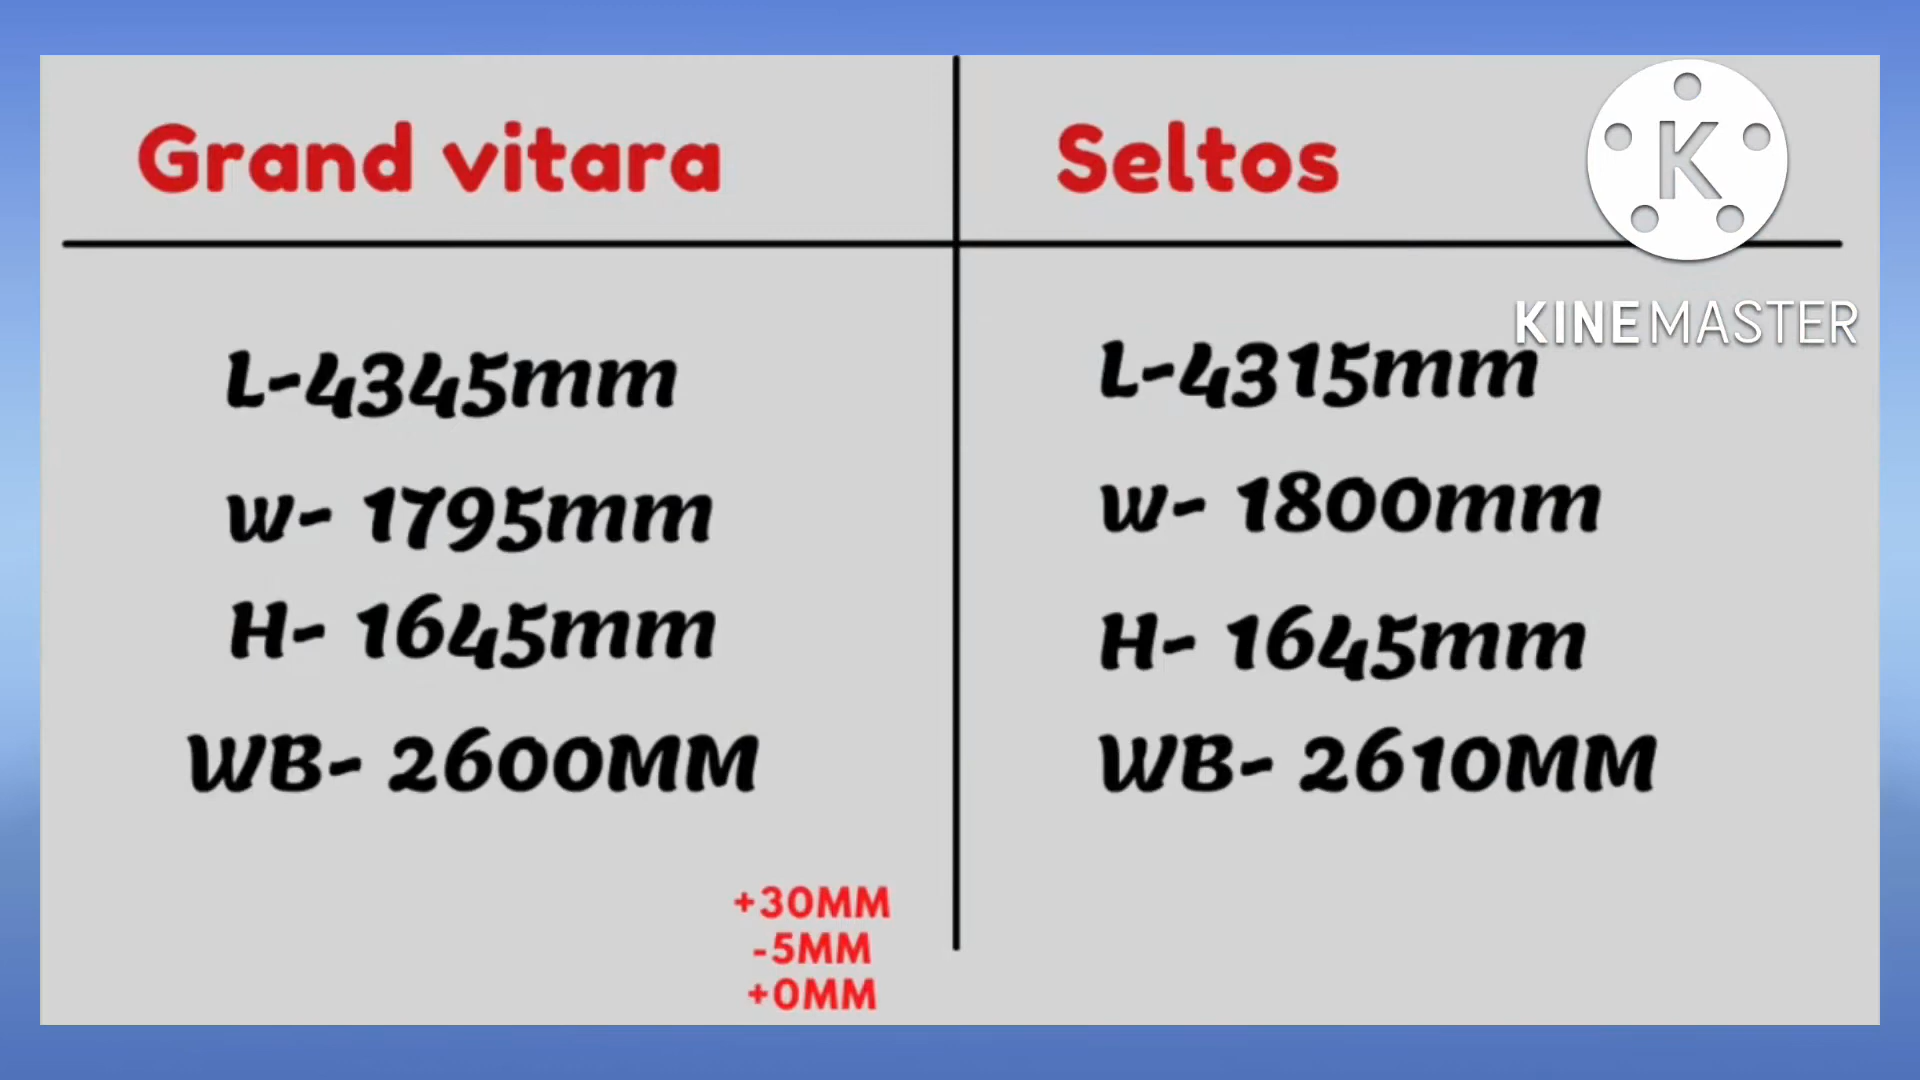 Grand vitara
Seltos
K
KINEMASTER
L-4345mm
w- 1795mm
H- 1645mm
WB- 2600MM
L-4315mm
w- 1800mm
H- 1645mm
WB- 2610MM
+30MM
-5MM
+0MM